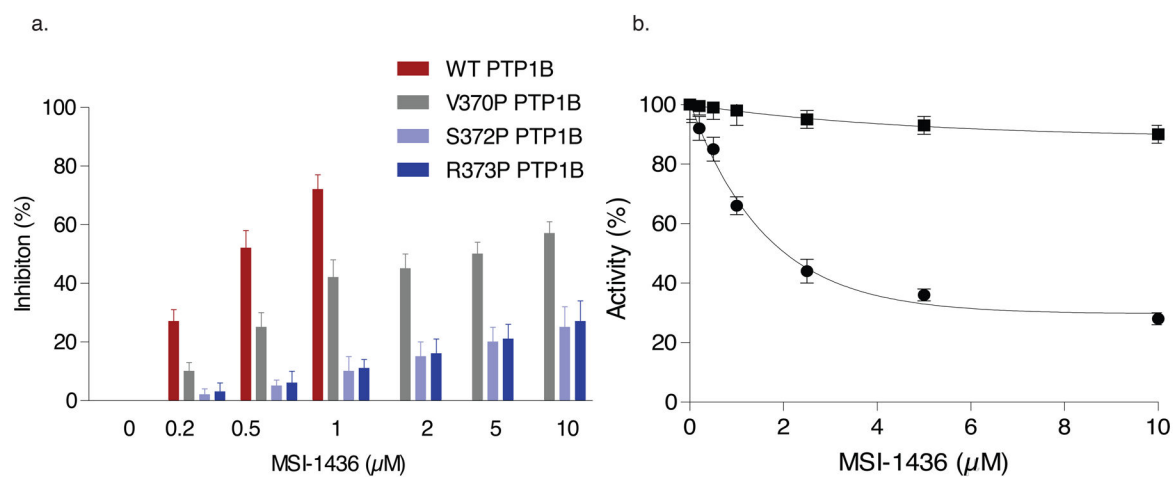 a.
WT PTP1B
V370P PTP1B
S372P PTP1B
R373P PTP1B
100
80
60
40
20
0
Inhibiton (%)
0 0.2 0.5 1 2 5 10
MSI-1436 (µM)
b.
100
80
60
40
20
0
Activity (%)
0 2 4 6 8 10
MSI-1436 (µM)